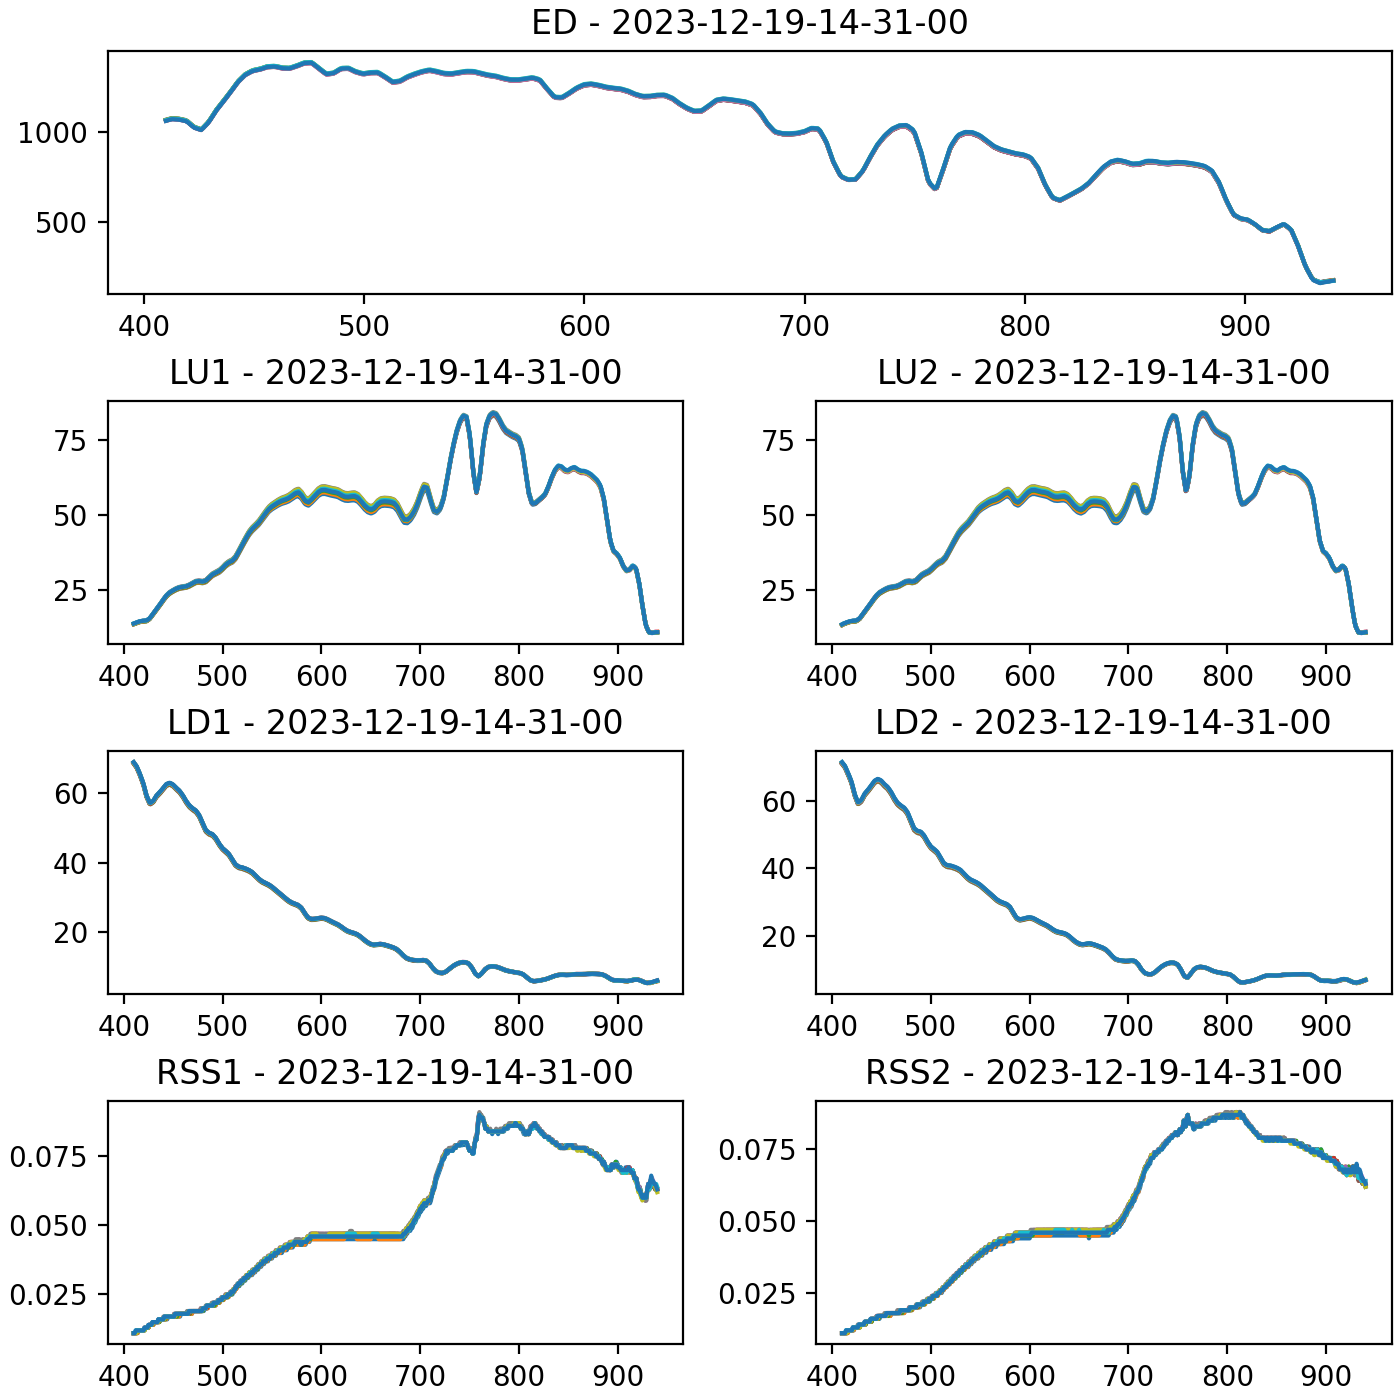 ED - 2023-12-19-14-31-00
1000
500
400 500 600 700 800 900
LU1 - 2023-12-19-14-31-00
75
50
25
400 500 600 700 800 900
LU2 - 2023-12-19-14-31-00
75
50
25
400 500 600 700 800 900
LD1 - 2023-12-19-14-31-00
60
40
20
400 500 600 700 800 900
LD2 - 2023-12-19-14-31-00
60
40
20
400 500 600 700 800 900
RSS1 - 2023-12-19-14-31-00
0.075
0.050
0.025
400 500 600 700 800 900
RSS2 - 2023-12-19-14-31-00
0.075
0.050
0.025
400 500 600 700 800 900